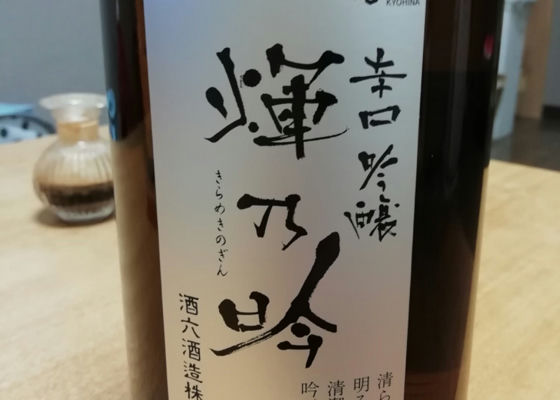 KYOHINA
辛口吟醸
輝乃吟
きらめきのぎん
酒六酒造株
清ら
明る
清
吟